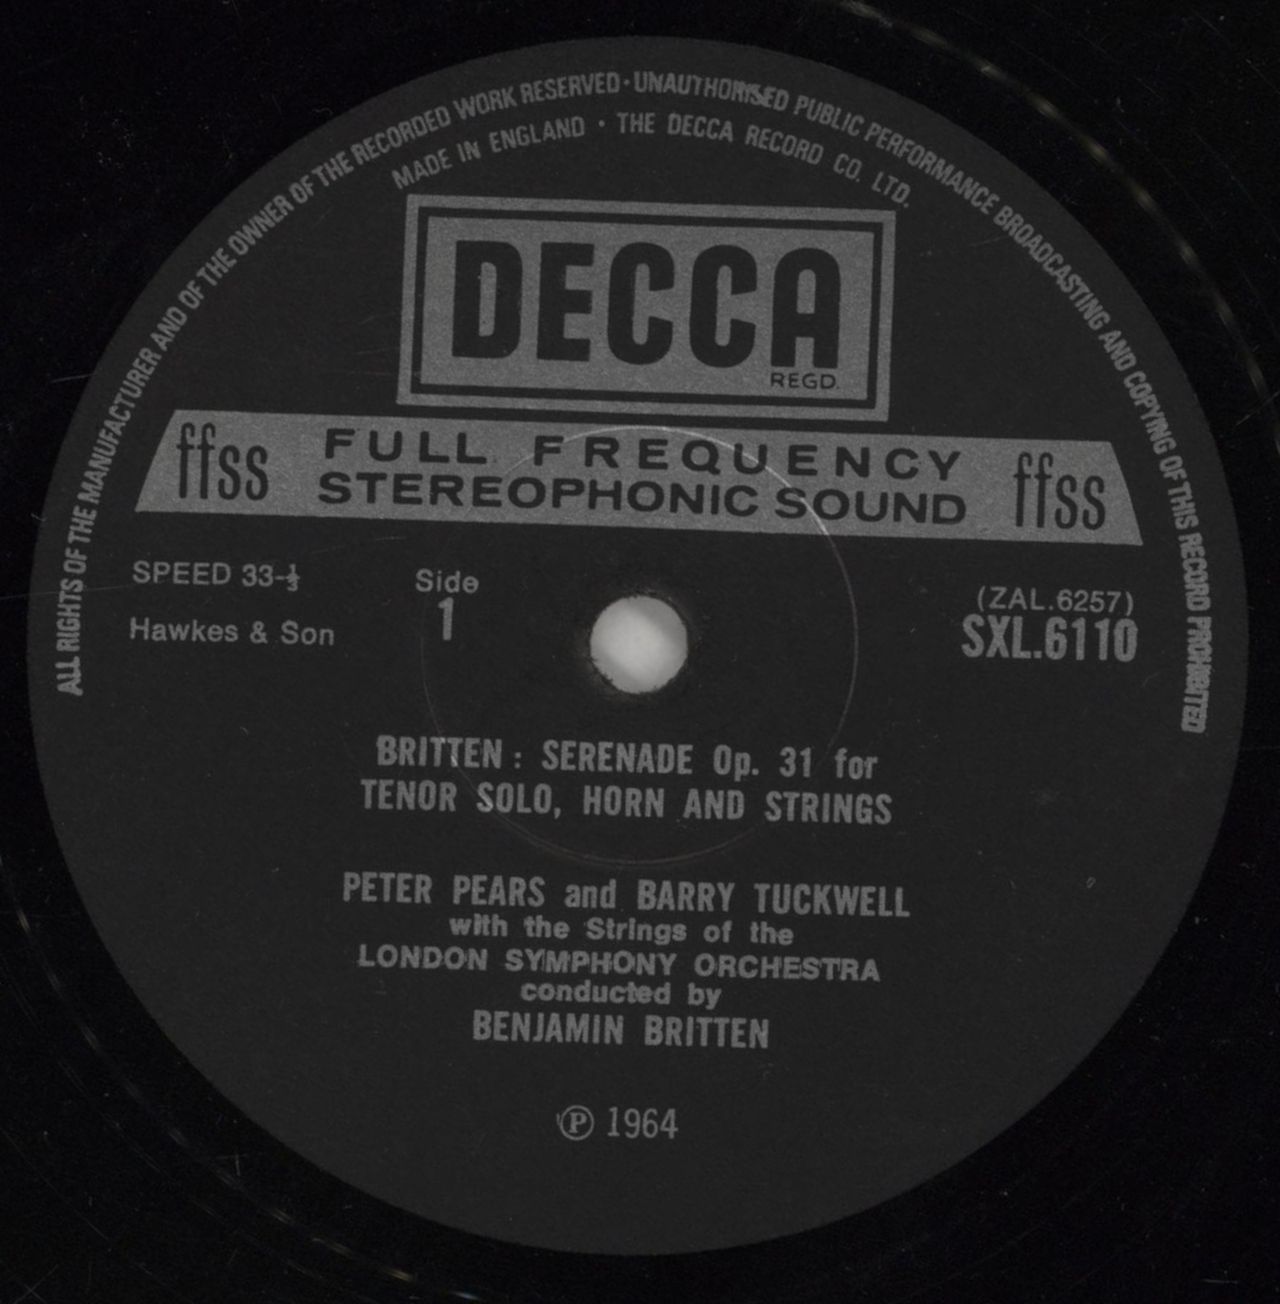 ALL RIGHTS OF THE MANUFACTURER AND OF THE OWNER OF THE RECORDED WORK RESERVED · UNAUTHORISED PUBLIC PERFORMANCE BROADCASTING AND COPYING OF THIS RECORD PROHIBITED
MADE IN ENGLAND · THE DECCA RECORD CO. LTD.
DECCA
REGD.
ffss FULL FREQUENCY ffss
STEREOPHONIC SOUND
SPEED 33-⅓ Side (ZAL.6257)
Hawkes & Son 1 SXL.6110
BRITTEN : SERENADE Op. 31 for
TENOR SOLO, HORN AND STRINGS
PETER PEARS and BARRY TUCKWELL
with the Strings of the
LONDON SYMPHONY ORCHESTRA
conducted by
BENJAMIN BRITTEN
℗ 1964